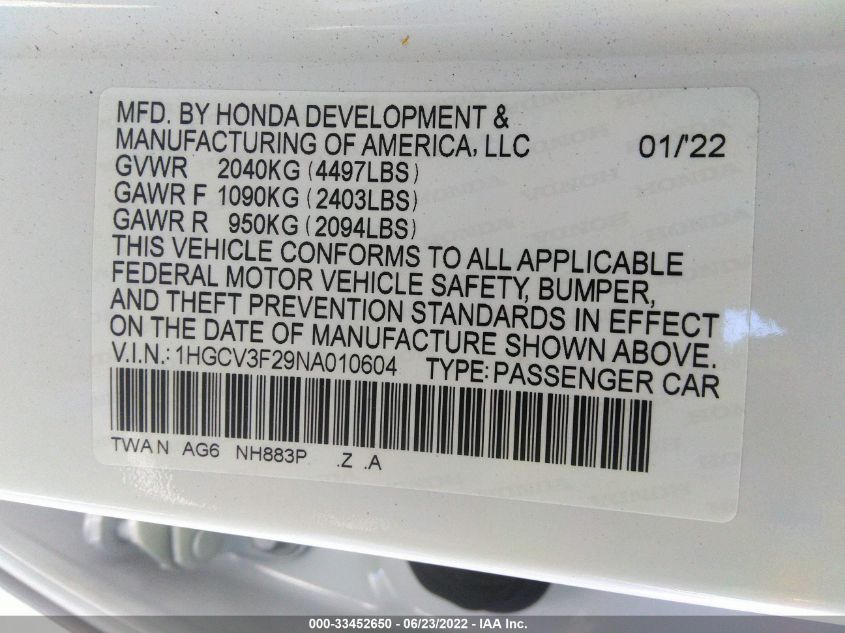 MFD. BY HONDA DEVELOPMENT &
MANUFACTURING OF AMERICA, LLC 01/'22
GVWR 2040KG (4497LBS)
GAWR F 1090KG (2403LBS)
GAWR R 950KG (2094LBS)
THIS VEHICLE CONFORMS TO ALL APPLICABLE
FEDERAL MOTOR VEHICLE SAFETY, BUMPER,
AND THEFT PREVENTION STANDARDS IN EFFECT
ON THE DATE OF MANUFACTURE SHOWN ABOVE.
V.I.N.: 1HGCV3F29NA010604 TYPE: PASSENGER CAR
TWA N AG6 NH883P .Z .A
000-33452650 / 06/23/2022 / IAA Inc.